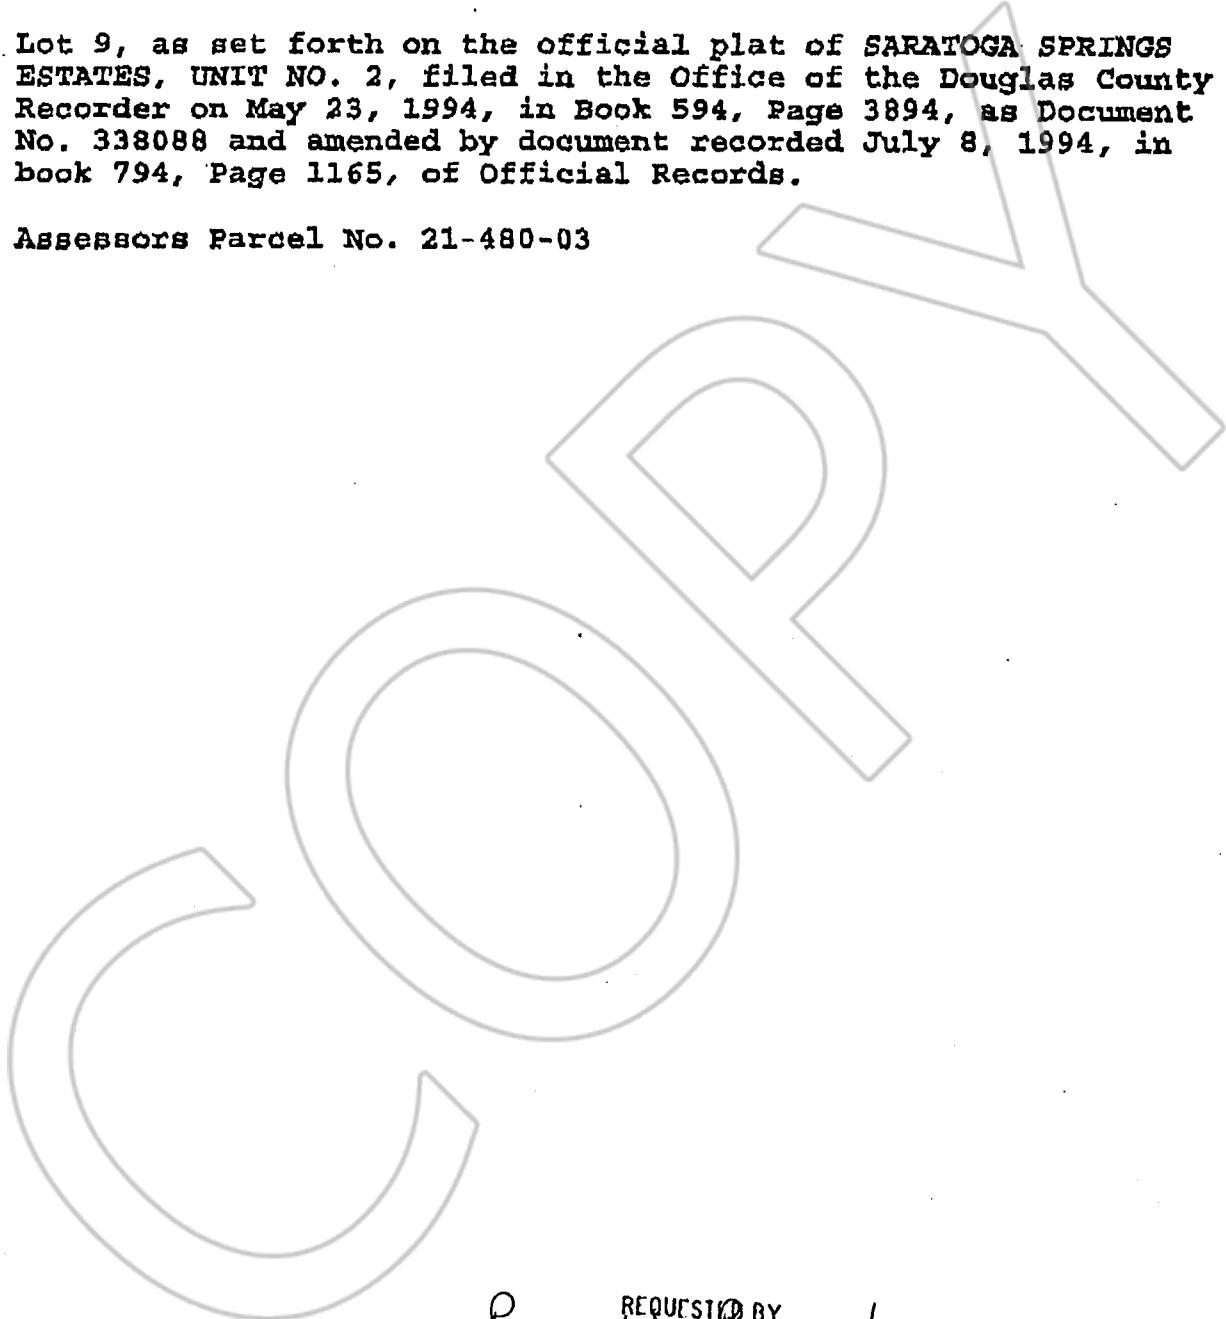 Lot 9, as set forth on the official plat of SARATOGA SPRINGS
ESTATES, UNIT NO. 2, filed in the Office of the Douglas County
Recorder on May 23, 1994, in Book 594, Page 3894, as Document
No. 338088 and amended by document recorded July 8, 1994, in
book 794, Page 1165, of Official Records.
Assessors Parcel No. 21-480-03
COPY
REQUESTED BY